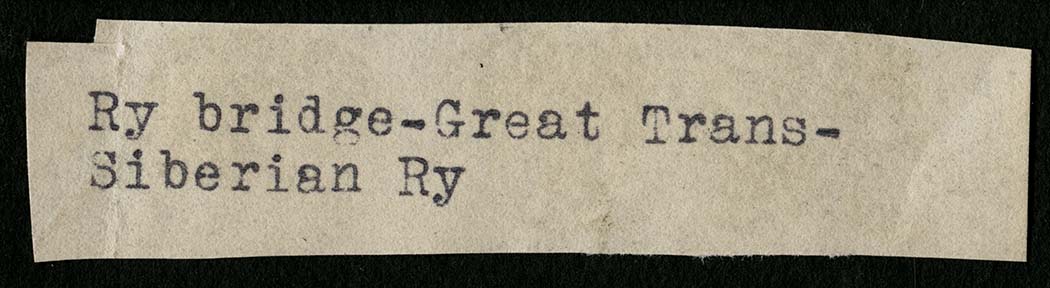 Ry bridge-Great Trans-
Siberian Ry